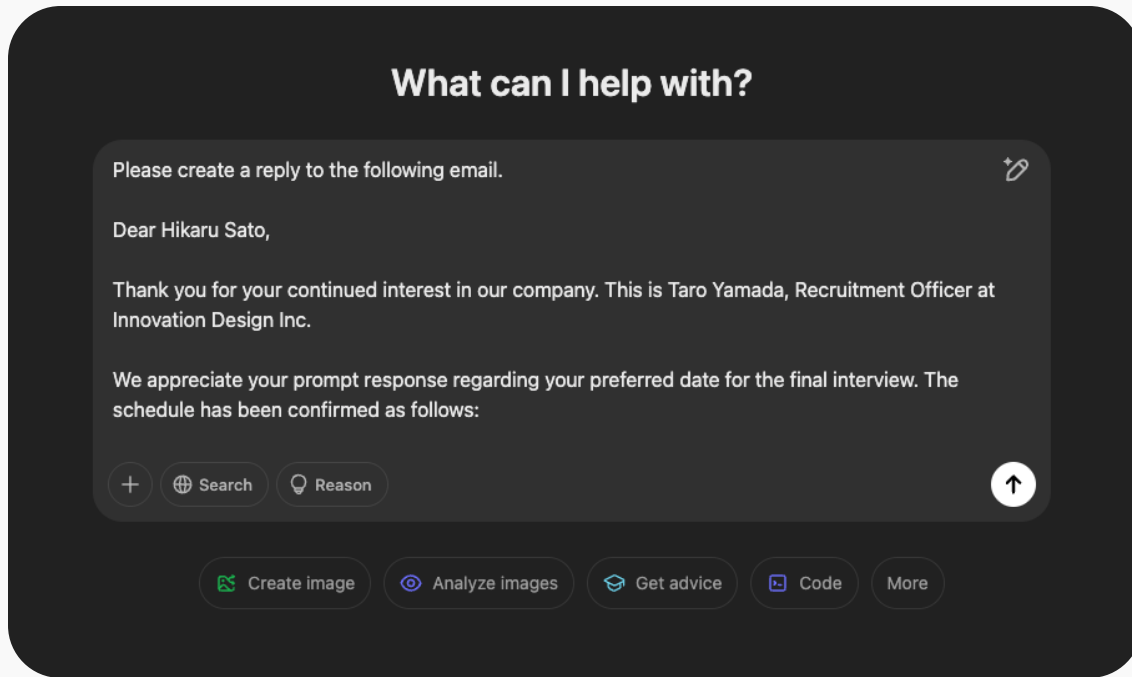 What can I help with?
Please create a reply to the following email.
Dear Hikaru Sato,
Thank you for your continued interest in our company. This is Taro Yamada, Recruitment Officer at
Innovation Design Inc.
We appreciate your prompt response regarding your preferred date for the final interview. The
schedule has been confirmed as follows:
Search
Reason
Create image
Analyze images
Get advice
Code
More